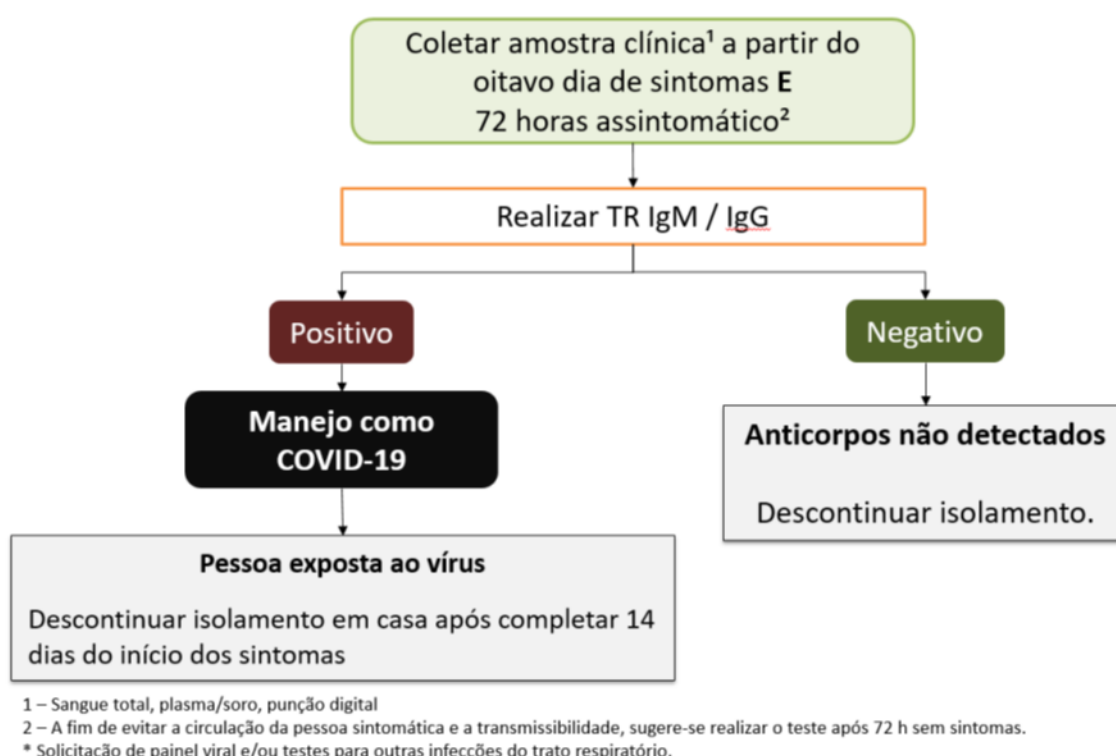 Coletar amostra clínica¹ a partir do
oitavo dia de sintomas E
72 horas assintomático²
Realizar TR IgM / IgG
Positivo
Negativo
Manejo como
COVID-19
Anticorpos não detectados
Descontinuar isolamento.
Pessoa exposta ao vírus
Descontinuar isolamento em casa após completar 14
dias do início dos sintomas
1 – Sangue total, plasma/soro, punção digital
2 – A fim de evitar a circulação da pessoa sintomática e a transmissibilidade, sugere-se realizar o teste após 72 h sem sintomas.
* Solicitação de painel viral e/ou testes para outras infecções do trato respiratório.